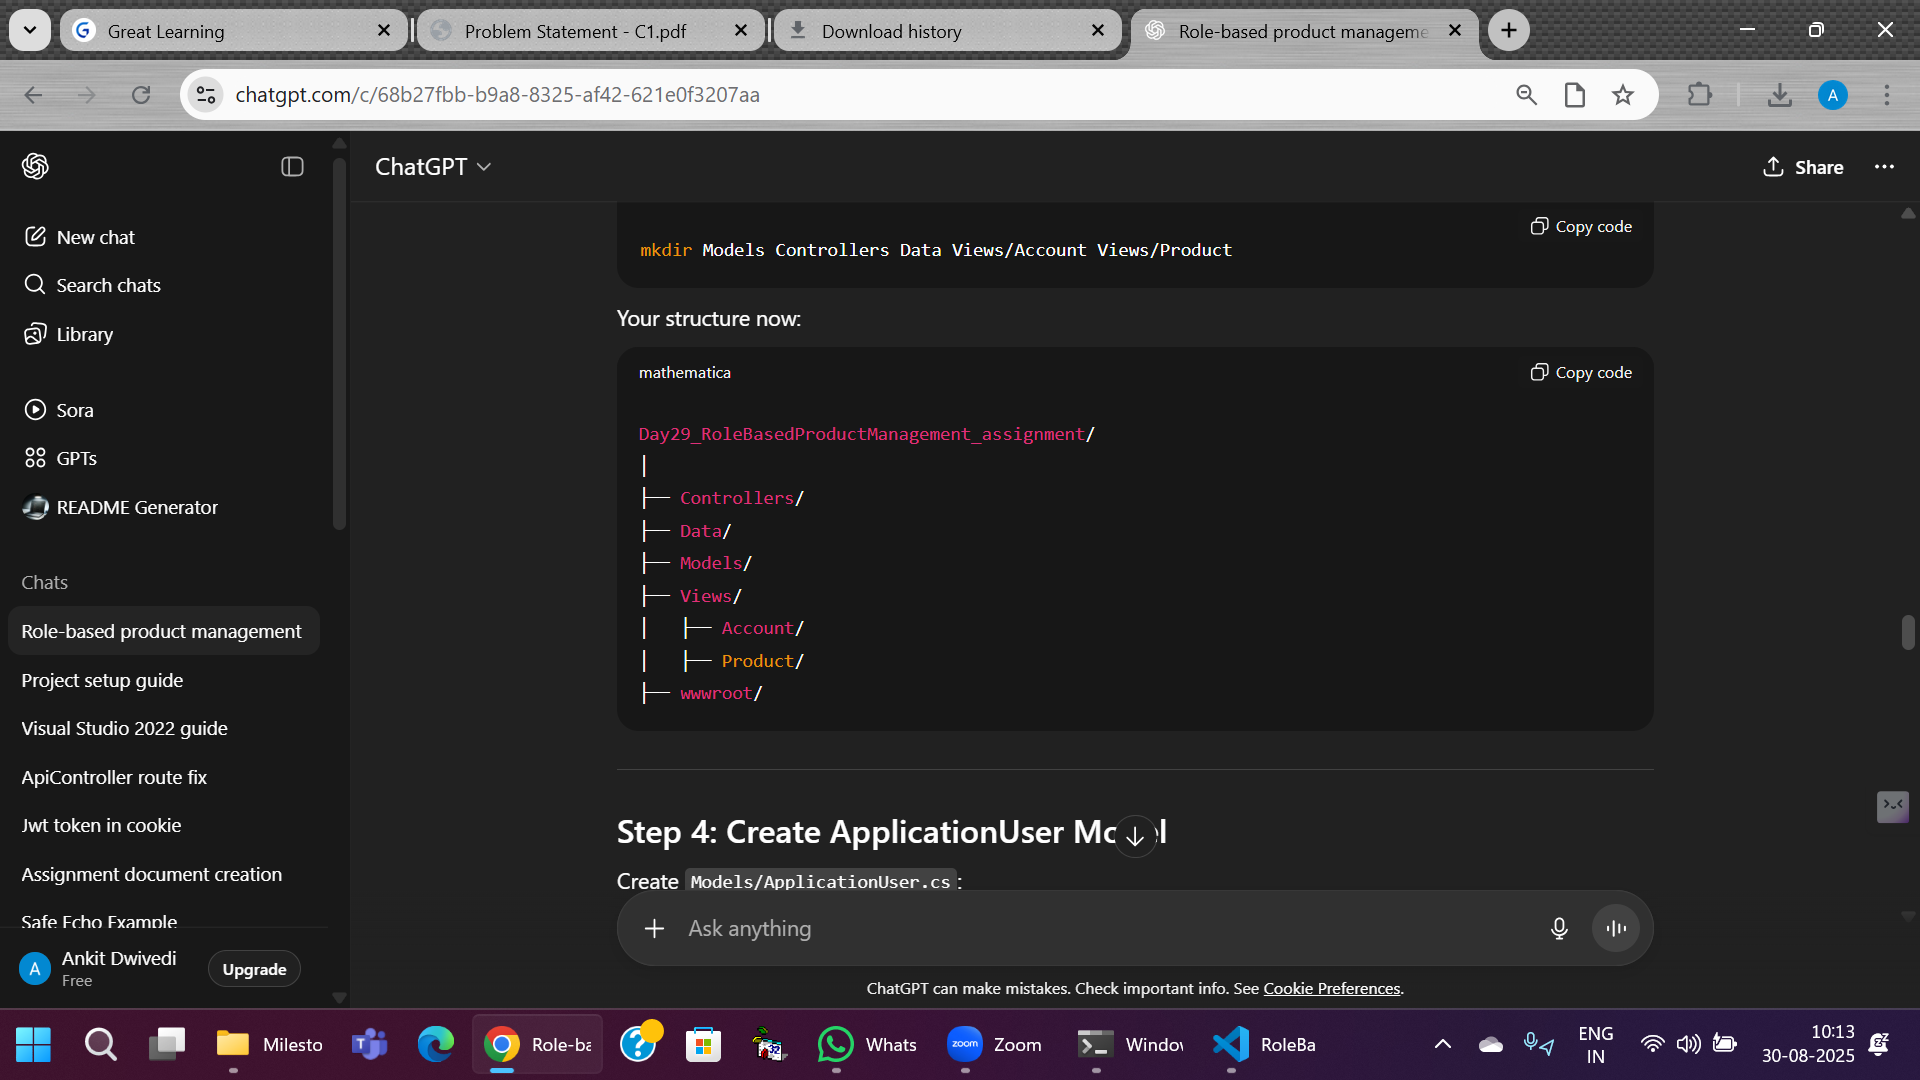 Great Learning
Problem Statement - C1.pdf
Download history
Role-based product manageme
chatgpt.com/c/68b27fbb-b9a8-8325-af42-621e0f3207aa
A
ChatGPT
Share
New chat
Search chats
Library
Sora
GPTs
README Generator
Chats
Role-based product management
Project setup guide
Visual Studio 2022 guide
ApiController route fix
Jwt token in cookie
Assignment document creation
Safe Echo Example
A
Ankit Dwivedi
Free
Upgrade
Copy code
mkdir Models Controllers Data Views/Account Views/Product
Your structure now:
mathematica
Copy code
Day29_RoleBasedProductManagement_assignment/
│
├── Controllers/
├── Data/
├── Models/
├── Views/
│   ├── Account/
│   ├── Product/
├── wwwroot/
Step 4: Create ApplicationUser
Create Models/ApplicationUser.cs:
Ask anything
ChatGPT can make mistakes. Check important info. See Cookie Preferences.
Milesto
Role-ba
Whats
zoom
Zoom
Window
RoleBa
ENG
IN
10:13
30-08-2025